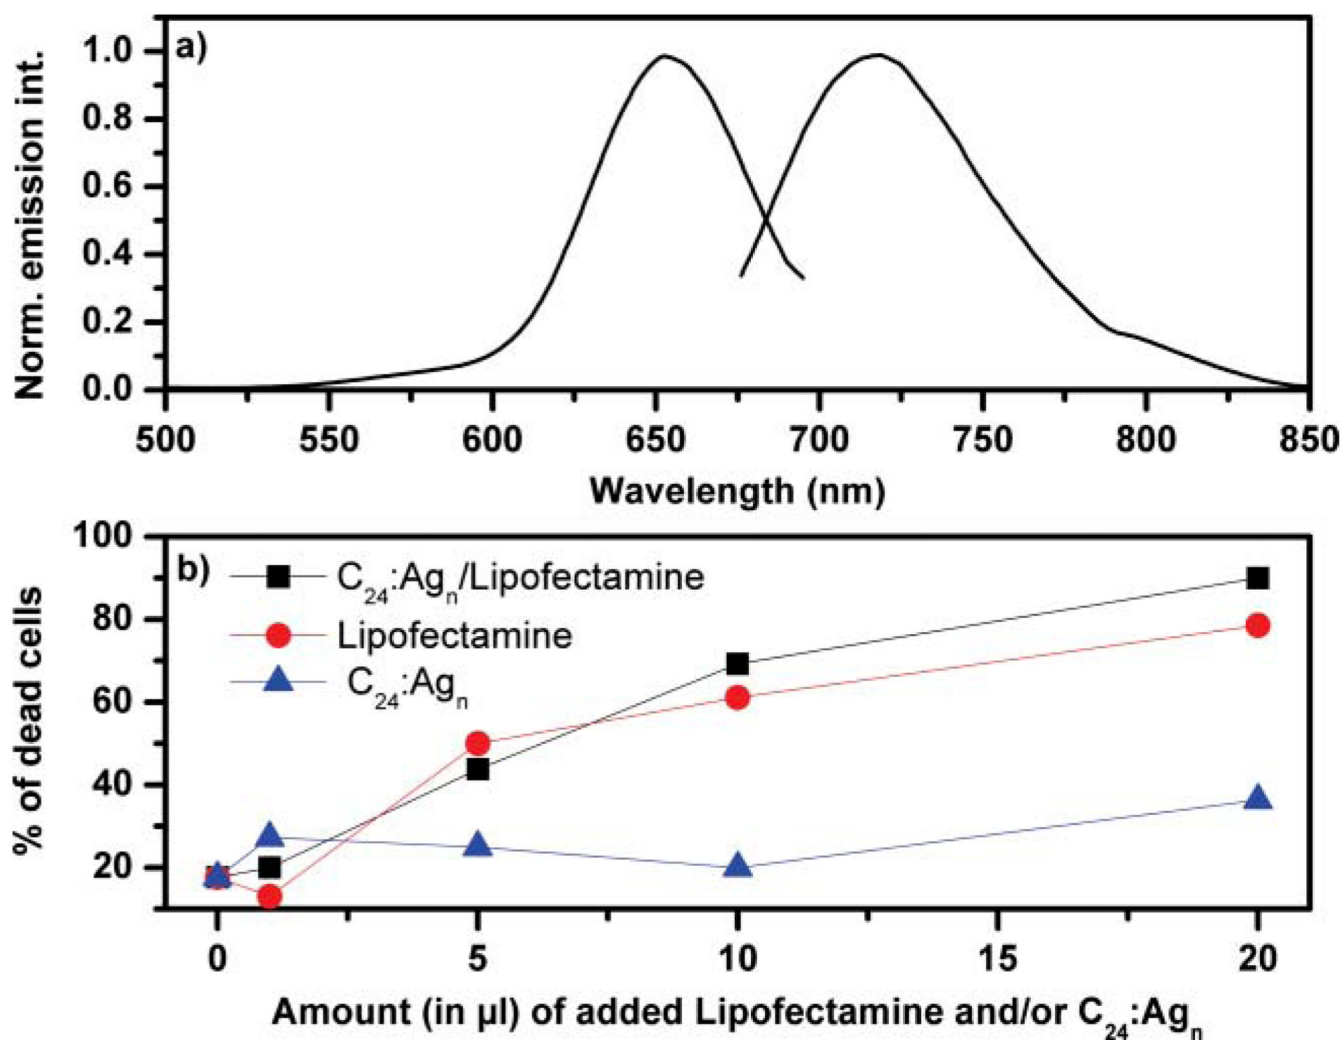 a)
Norm. emission int.
1.0
0.8
0.6
0.4
0.2
0.0
500 550 600 650 700 750 800 850
Wavelength (nm)
b)
% of dead cells
100
80
60
40
20
C₂₄:Agₙ/Lipofectamine
Lipofectamine
C₂₄:Agₙ
0 5 10 15 20
Amount (in µl) of added Lipofectamine and/or C₂₄:Agₙ